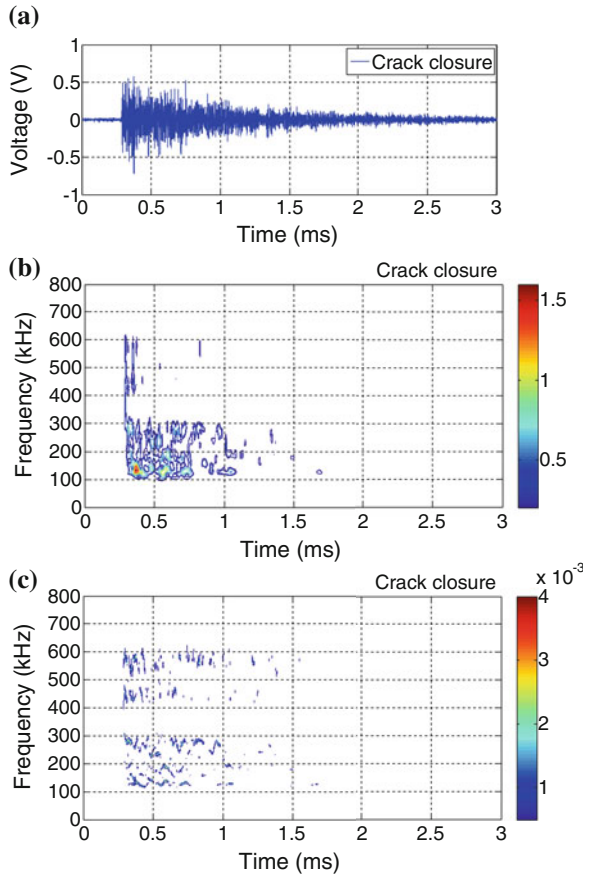 (a)
1
0.5
0
-0.5
-1
Voltage (V)
Crack closure
0 0.5 1 1.5 2 2.5 3
Time (ms)
(b)
Crack closure
800
700
600
500
400
300
200
100
0
Frequency (kHz)
1.5
1
0.5
0 0.5 1 1.5 2 2.5 3
Time (ms)
(c)
Crack closure
x 10-3
800
700
600
500
400
300
200
100
0
Frequency (kHz)
4
3
2
1
0 0.5 1 1.5 2 2.5 3
Time (ms)